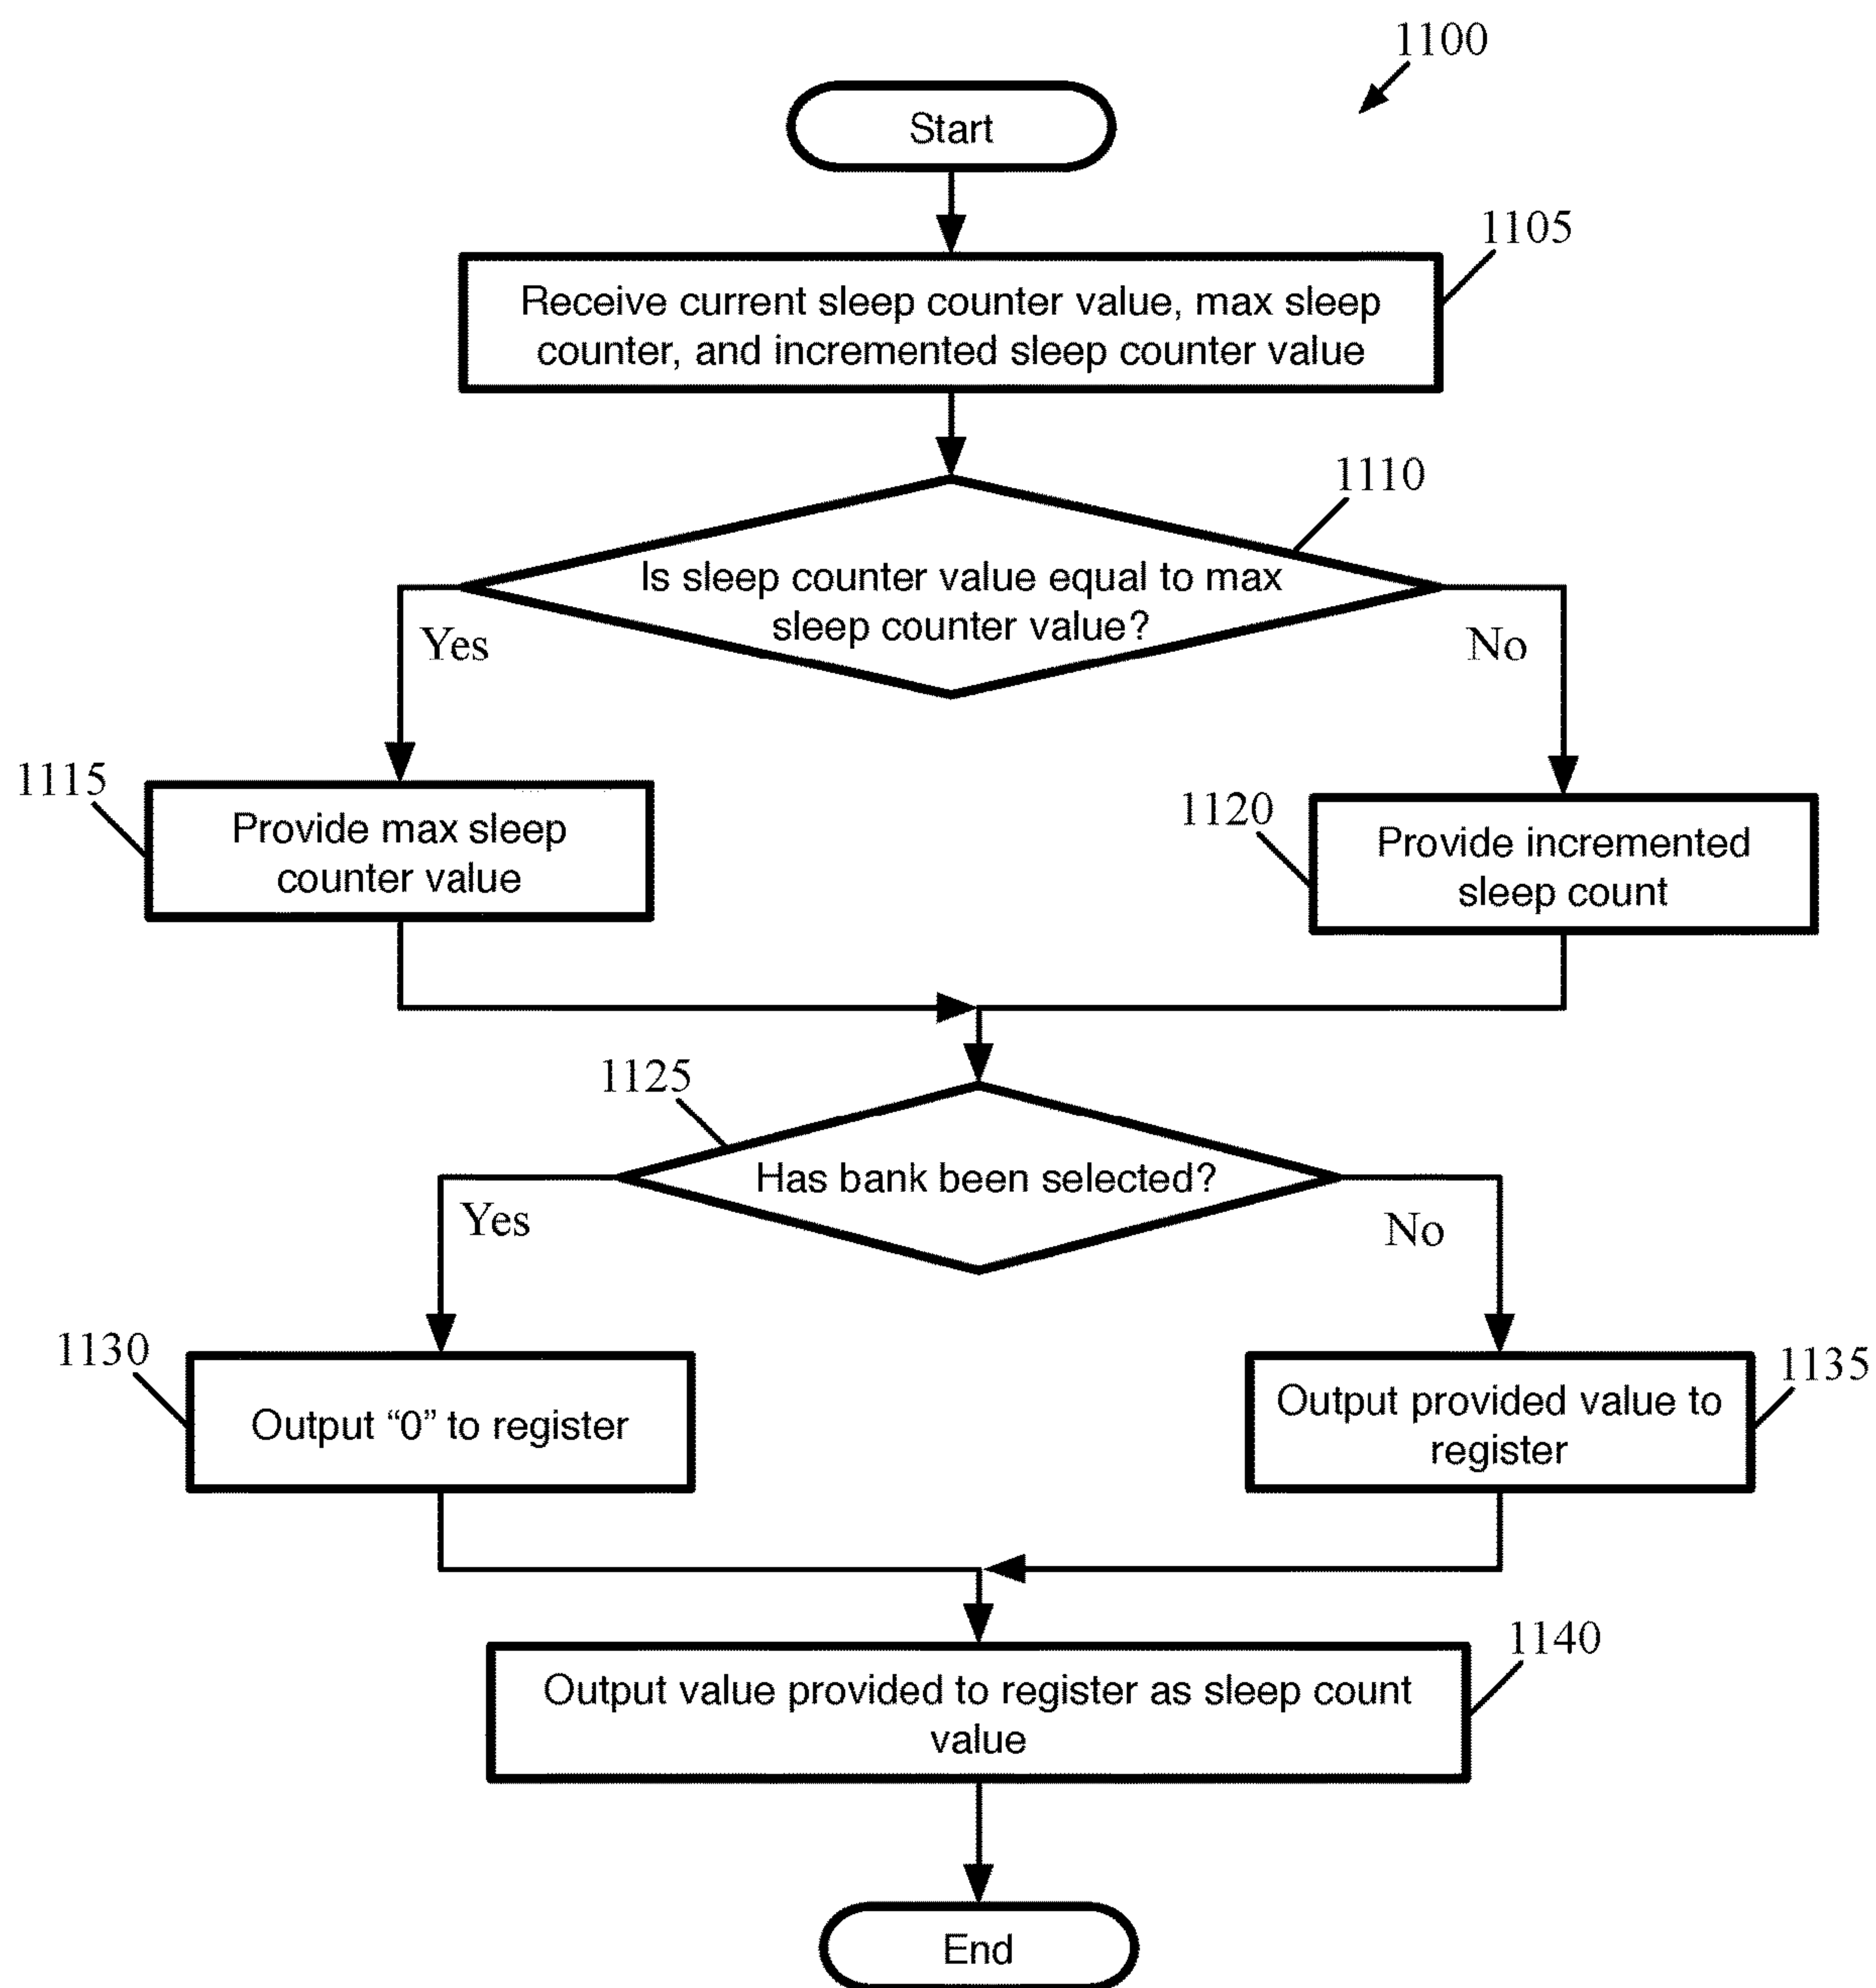 1100
Start
1105
Receive current sleep counter value, max sleep
counter, and incremented sleep counter value
1110
Is sleep counter value equal to max
sleep counter value?
Yes
No
1115
Provide max sleep
counter value
1120
Provide incremented
sleep count
1125
Has bank been selected?
Yes
No
1130
Output “0” to register
1135
Output provided value to
register
1140
Output value provided to register as sleep count
value
End